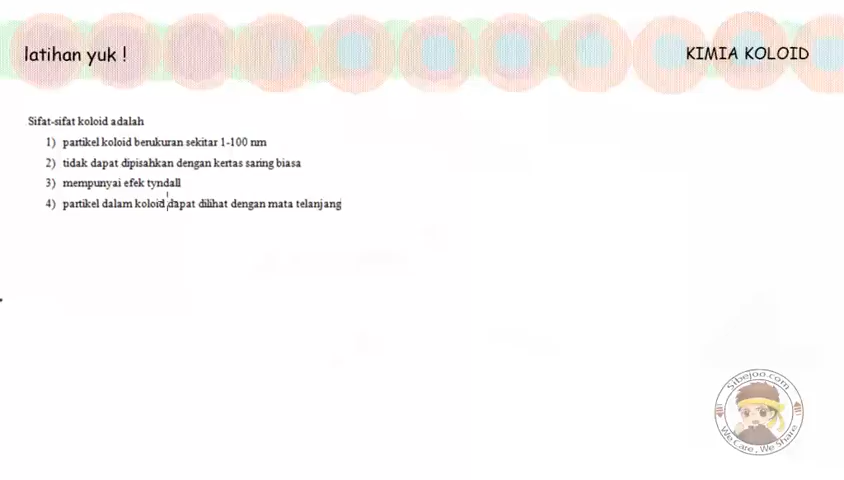 latihan yuk !
KIMIA KOLOID
Sifat-sifat koloid adalah
1) partikel koloid berukuran sekitar 1-100 nm
2) tidak dapat dipisahkan dengan kertas saring biasa
3) mempunyai efek tyndall
4) partikel dalam koloid dapat dilihat dengan mata telanjang
Sibejoo.com
We Care, We Share